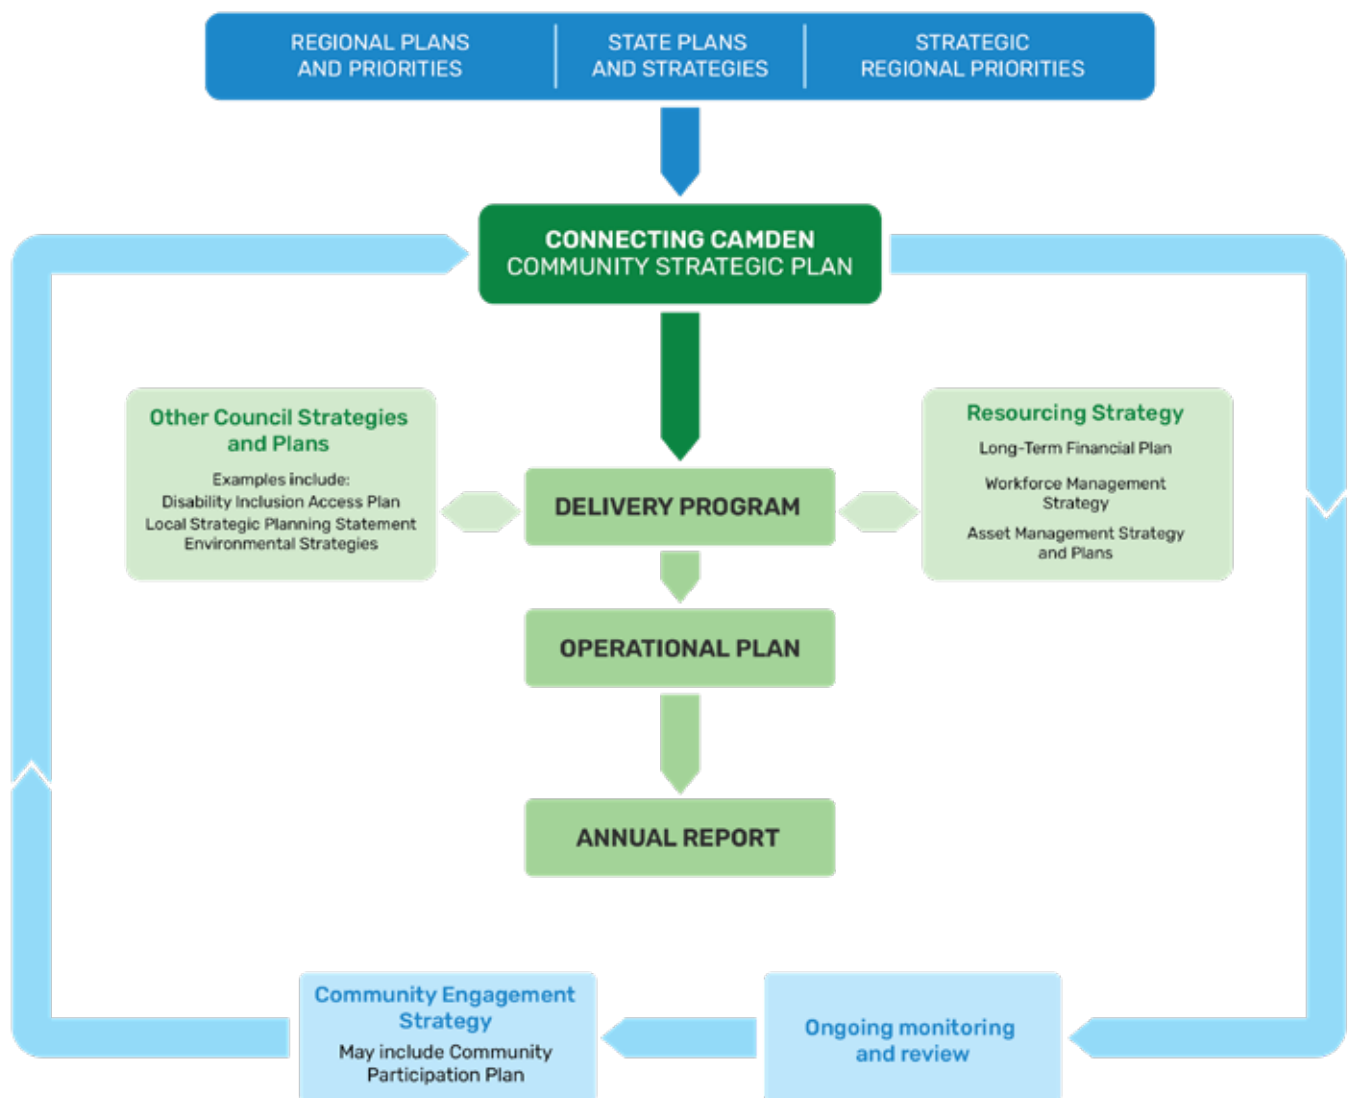 REGIONAL PLANS
AND PRIORITIES
STATE PLANS
AND STRATEGIES
STRATEGIC
REGIONAL PRIORITIES
CONNECTING CAMDEN
COMMUNITY STRATEGIC PLAN
Other Council Strategies
and Plans
Examples include:
Disability Inclusion Access Plan
Local Strategic Planning Statement
Environmental Strategies
DELIVERY PROGRAM
Resourcing Strategy
Long-Term Financial Plan
Workforce Management
Strategy
Asset Management Strategy
and Plans
OPERATIONAL PLAN
ANNUAL REPORT
Community Engagement
Strategy
May include Community
Participation Plan
Ongoing monitoring
and review